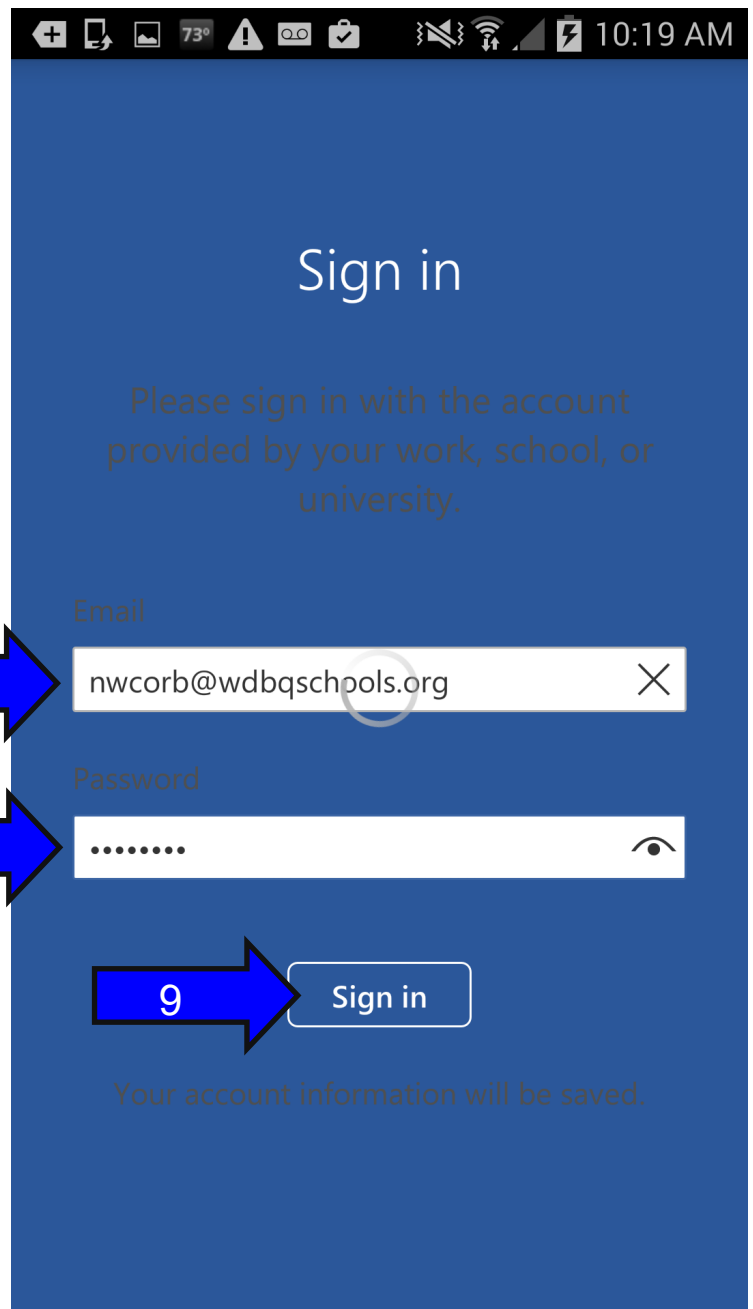 73° 10:19 AM
Sign in
Please sign in with the account
provided by your work, school, or
university.
Email
nwcorb@wdbqschools.org
Password
••••••••
9 Sign in
Your account information will be saved.